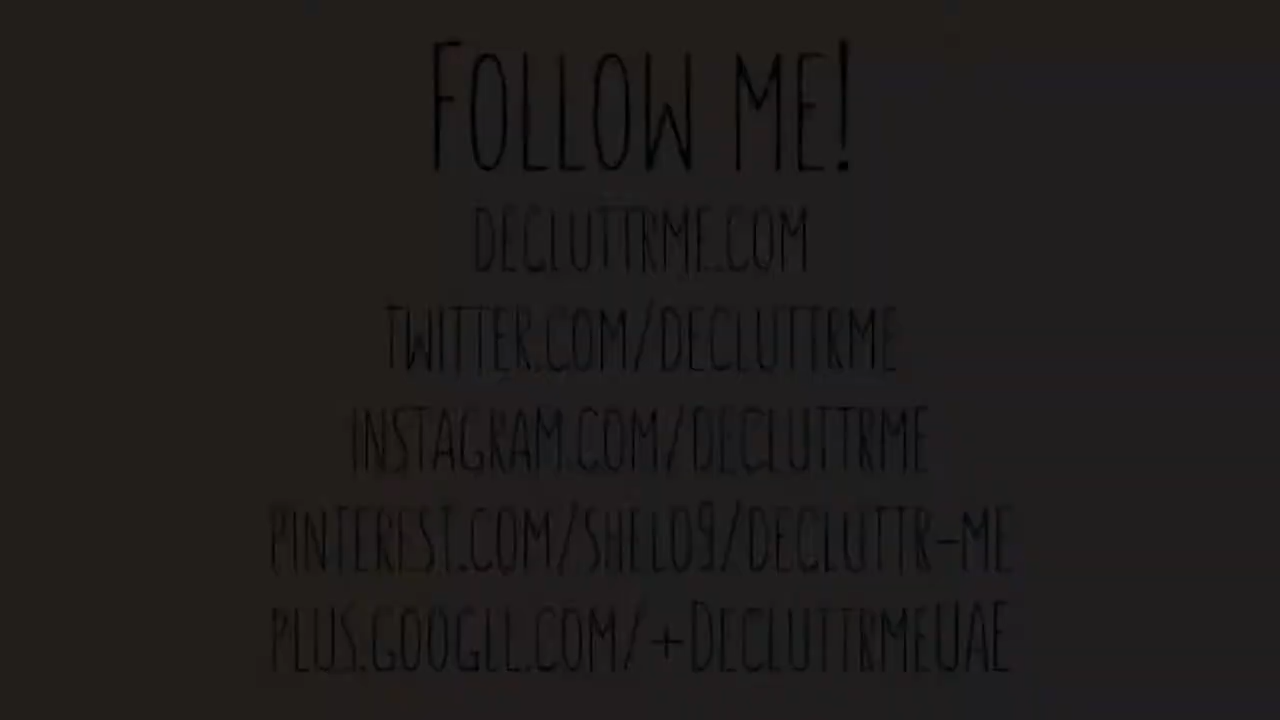 FOLLOW ME!
DECLUTTRME.COM
TWITTER.COM/DECLUTTRME
INSTAGRAM.COM/DECLUTTRME
PINTEREST.COM/SHEL09/DECLUTTR-ME
PLUS.GOOGLE.COM/+DECLUTTRMEUAE